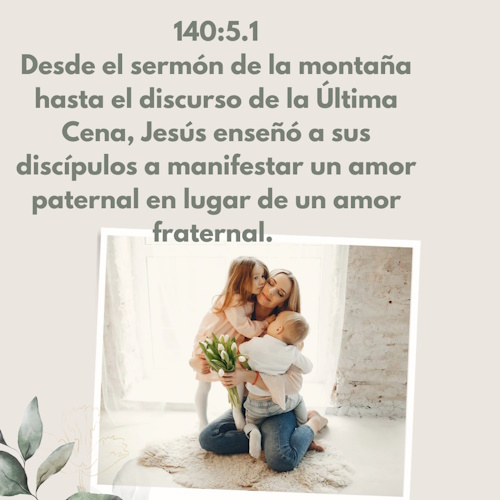 140:5.1
Desde el sermón de la montaña
hasta el discurso de la Última
Cena, Jesús enseñó a sus
discípulos a manifestar un amor
paternal en lugar de un amor
fraternal.